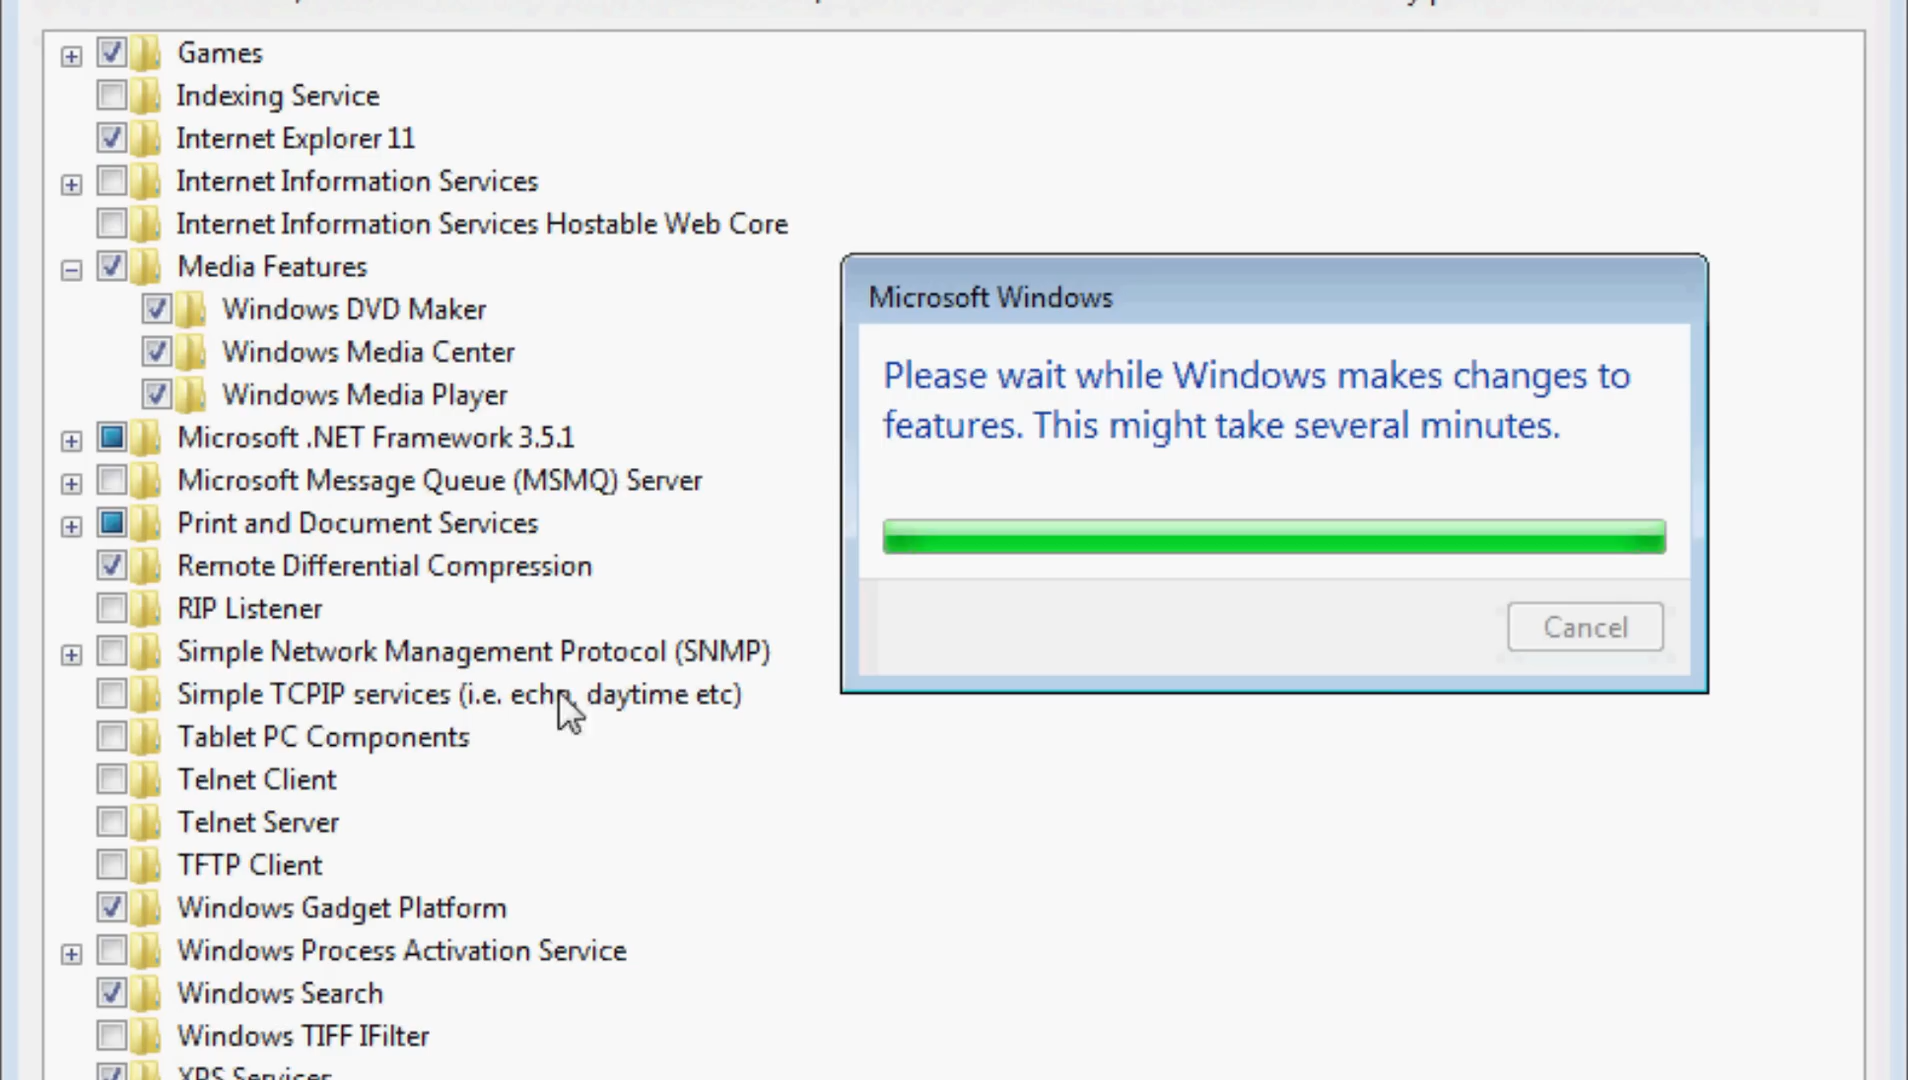 Games
Indexing Service
Internet Explorer 11
Internet Information Services
Internet Information Services Hostable Web Core
Media Features
Windows DVD Maker
Windows Media Center
Windows Media Player
Microsoft .NET Framework 3.5.1
Microsoft Message Queue (MSMQ) Server
Print and Document Services
Remote Differential Compression
RIP Listener
Simple Network Management Protocol (SNMP)
Simple TCPIP services (i.e. echo, daytime etc)
Tablet PC Components
Telnet Client
Telnet Server
TFTP Client
Windows Gadget Platform
Windows Process Activation Service
Windows Search
Windows TIFF IFilter
XPS Services
Microsoft Windows
Please wait while Windows makes changes to
features. This might take several minutes.
Cancel